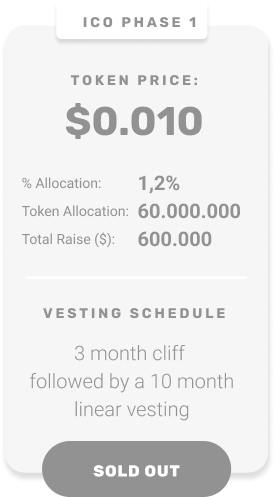 ICO PHASE 1
TOKEN PRICE:
$0.010
% Allocation: 1,2%
Token Allocation: 60.000.000
Total Raise ($): 600.000
VESTING SCHEDULE
3 month cliff
followed by a 10 month
linear vesting
SOLD OUT